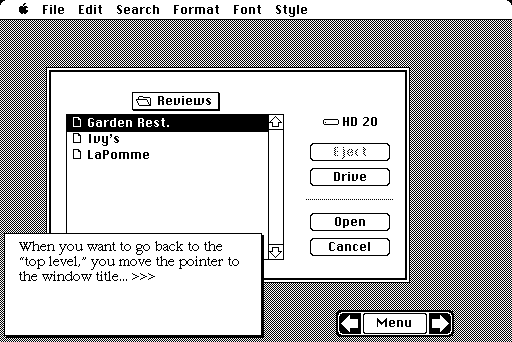 File Edit Search Format Font Style
Reviews
Garden Rest.
Ivy's
LaPomme
HD 20
Eject
Drive
Open
Cancel
When you want to go back to the
“top level,” you move the pointer to
the window title... >>>
Menu